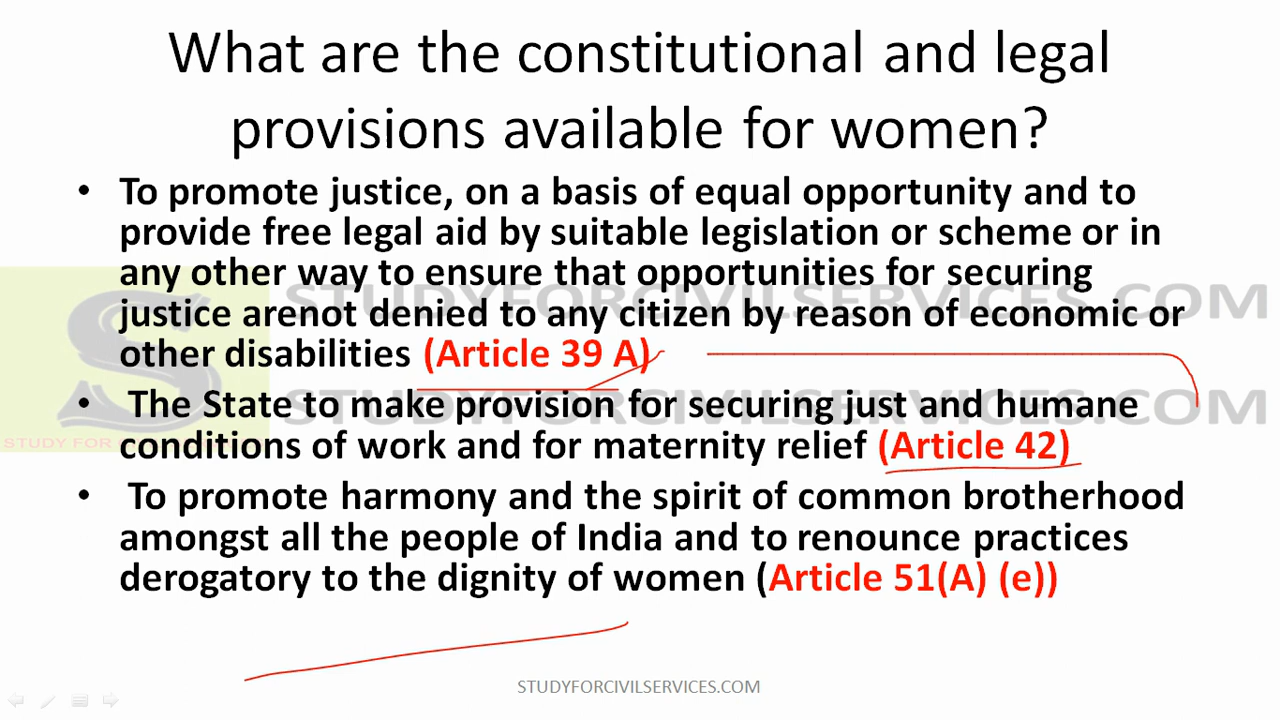 What are the constitutional and legal
provisions available for women?
• To promote justice, on a basis of equal opportunity and to
provide free legal aid by suitable legislation or scheme or in
any other way to ensure that opportunities for securing
justice arenot denied to any citizen by reason of economic or
other disabilities (Article 39 A)
• The State to make provision for securing just and humane
conditions of work and for maternity relief (Article 42)
• To promote harmony and the spirit of common brotherhood
amongst all the people of India and to renounce practices
derogatory to the dignity of women (Article 51(A) (e))
STUDYFORCIVILSERVICES.COM
STUDYFORCIVILSERVICES.COM
STUDY FOR
STUDYFORCIVILSERVICES.COM